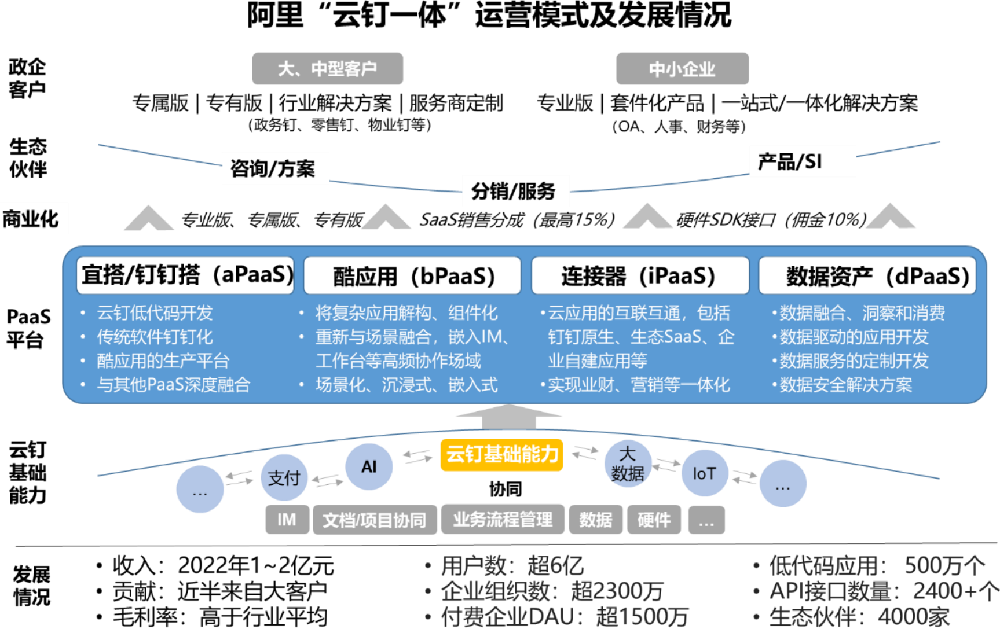 阿里“云钉一体”运营模式及发展情况
政企
客户
大、中型客户
中小企业
专属版 | 专有版 | 行业解决方案 | 服务商定制
（政务钉、零售钉、物业钉等）
专业版 | 套件化产品 | 一站式/一体化解决方案
（OA、人事、财务等）
生态
伙伴
咨询/方案
分销/服务
产品/SI
商业化
专业版、专属版、专有版
SaaS销售分成（最高15%）
硬件SDK接口（佣金10%）
PaaS
平台
宜搭/钉钉搭（aPaaS）
• 云钉低代码开发
• 传统软件钉钉化
• 酷应用的生产平台
• 与其他PaaS深度融合
酷应用（bPaaS）
• 将复杂应用解构、组件化
• 重新与场景融合，嵌入IM、
工作台等高频协作场域
• 场景化、沉浸式、嵌入式
连接器（iPaaS）
•云应用的互联互通，包括
钉钉原生、生态SaaS、企
业自建应用等
•实现业财、营销等一体化
数据资产（dPaaS）
•数据融合、洞察和消费
•数据驱动的应用开发
•数据服务的定制开发
•数据安全解决方案
云钉
基础
能力
...
支付
AI
云钉基础能力
大
数据
IoT
...
协同
IM
文档/项目协同
业务流程管理
数据
硬件
...
发展
情况
• 收入：2022年1~2亿元
• 贡献：近半来自大客户
• 毛利率：高于行业平均
• 用户数：超6亿
• 企业组织数：超2300万
• 付费企业DAU：超1500万
• 低代码应用：500万个
• API接口数量：2400+个
• 生态伙伴：4000家